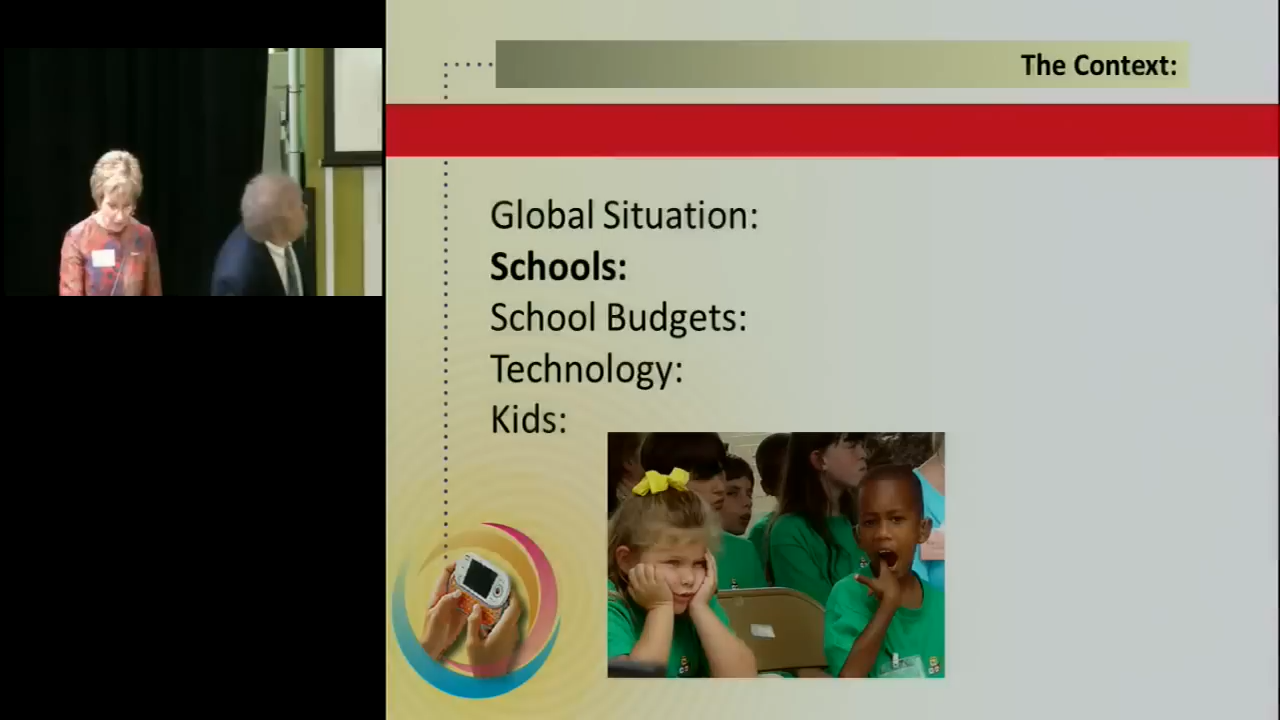 The Context:
Global Situation:
Schools:
School Budgets:
Technology:
Kids: